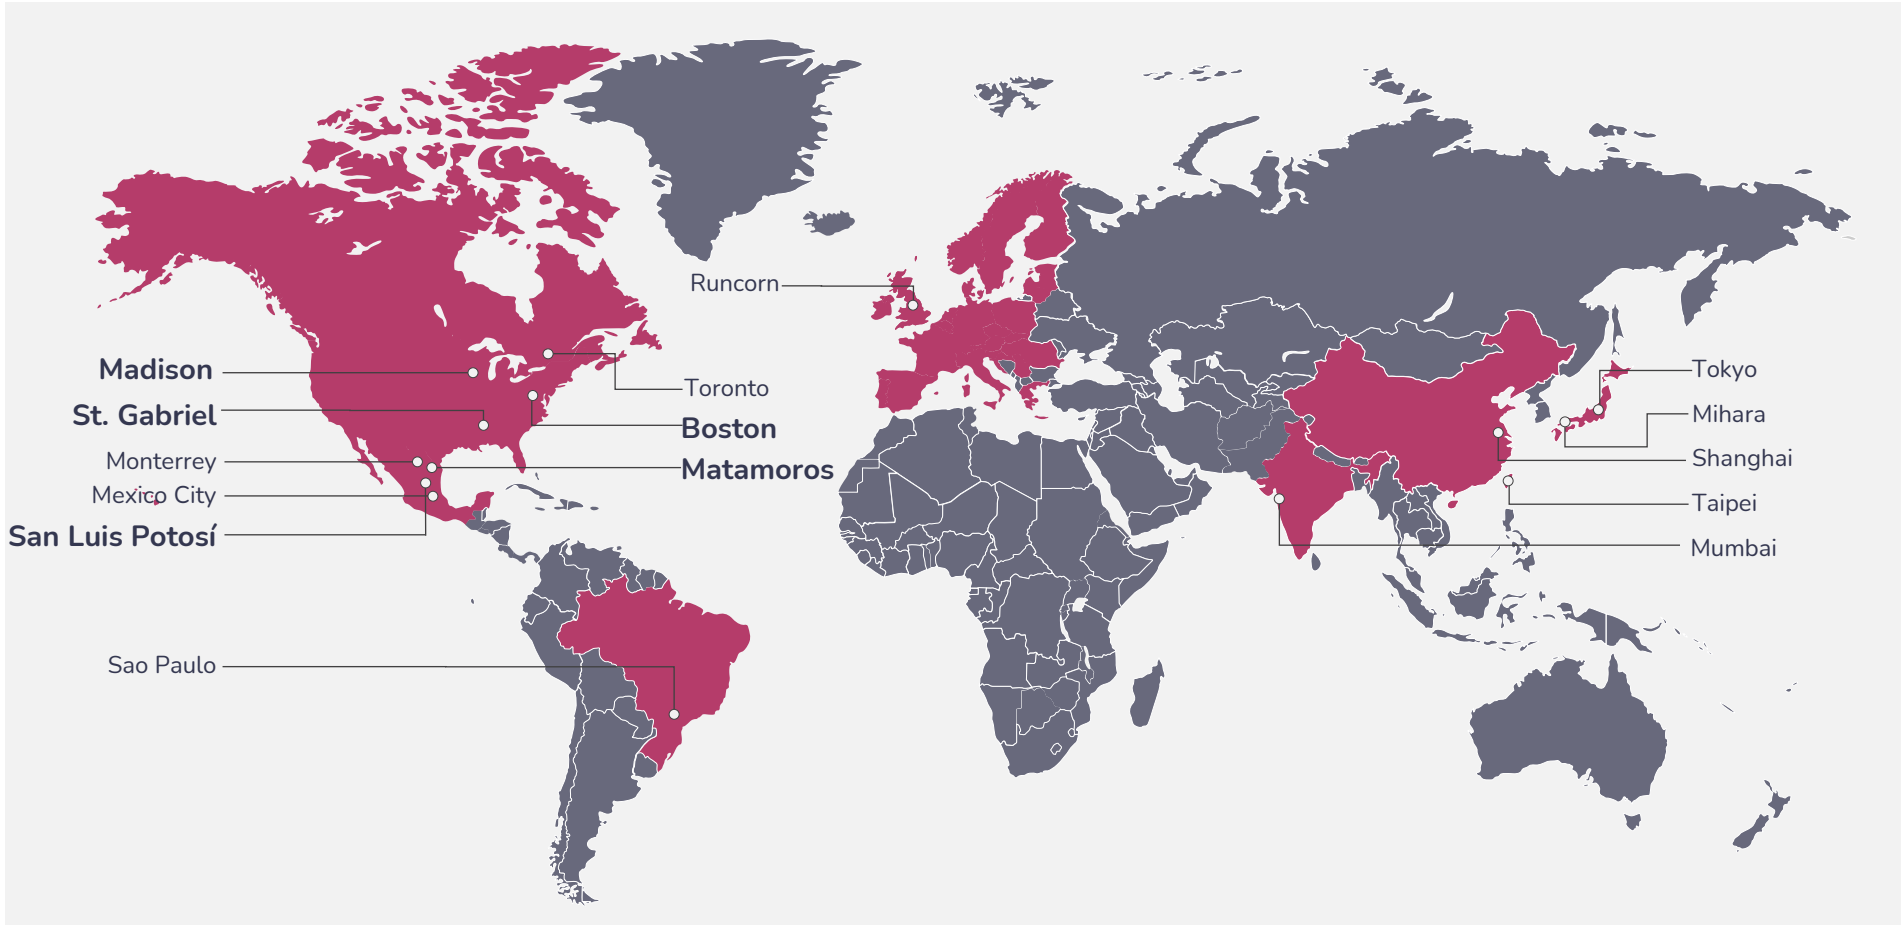 Runcorn
Madison
St. Gabriel
Monterrey
Mexico City
San Luis Potosí
Sao Paulo
Toronto
Boston
Matamoros
Tokyo
Mihara
Shanghai
Taipei
Mumbai